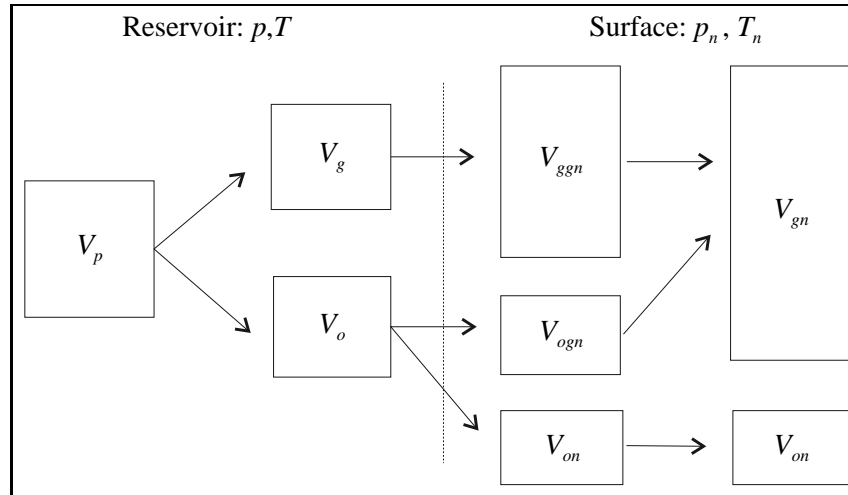 Reservoir: p,T Surface: pn , Tn
Vg Vggn
Vp Vgn
Vo Vogn
Von Von